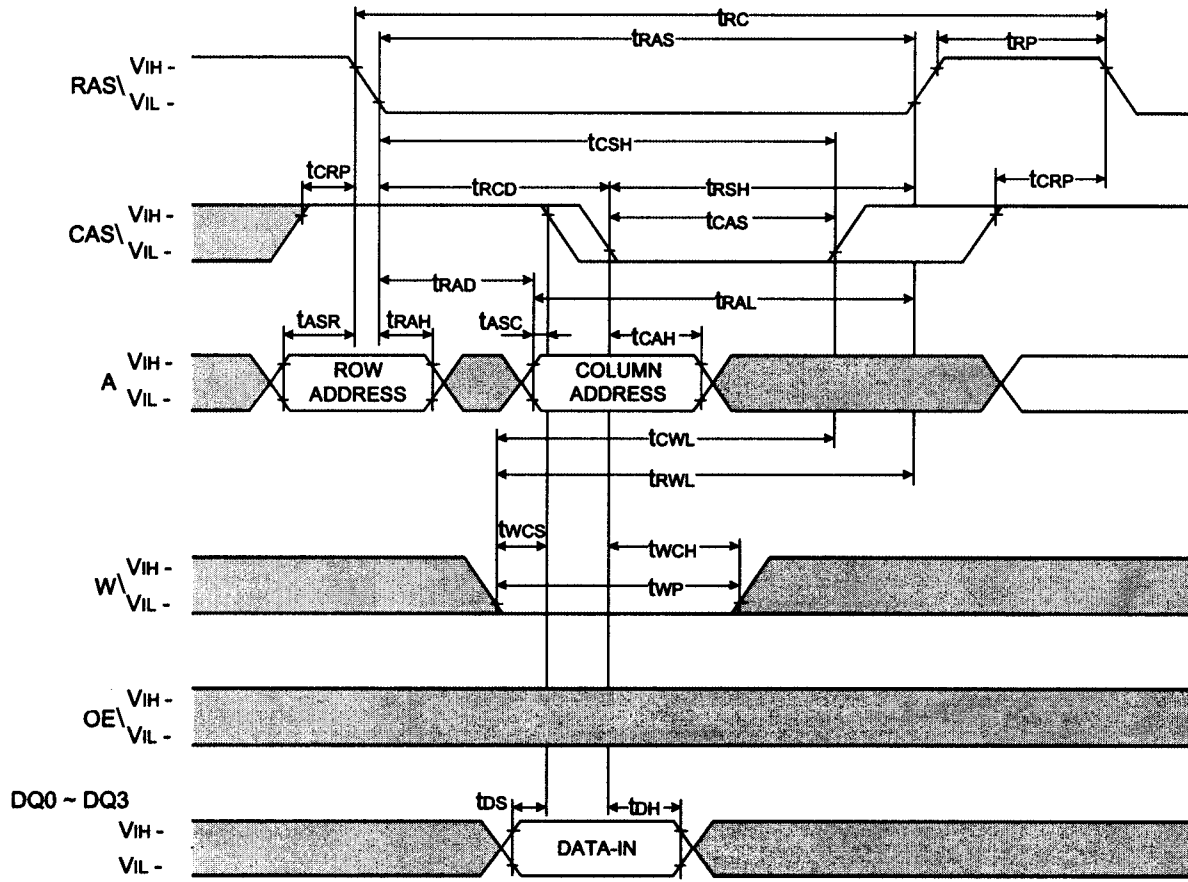 tRC
tRAS
tRP
VIH -
RAS\
VIL -
tCSH
tCRP
tRCD
tRSH
tCRP
VIH -
CAS\
VIL -
tCAS
tRAD
tRAL
tASR
tRAH
tASC
tCAH
VIH -
A
VIL -
ROW
ADDRESS
COLUMN
ADDRESS
tCWL
tRWL
tWCS
tWCH
VIH -
W\
VIL -
tWP
VIH -
OE\
VIL -
DQ0 ~ DQ3
tDS
tDH
VIH -
VIL -
DATA-IN